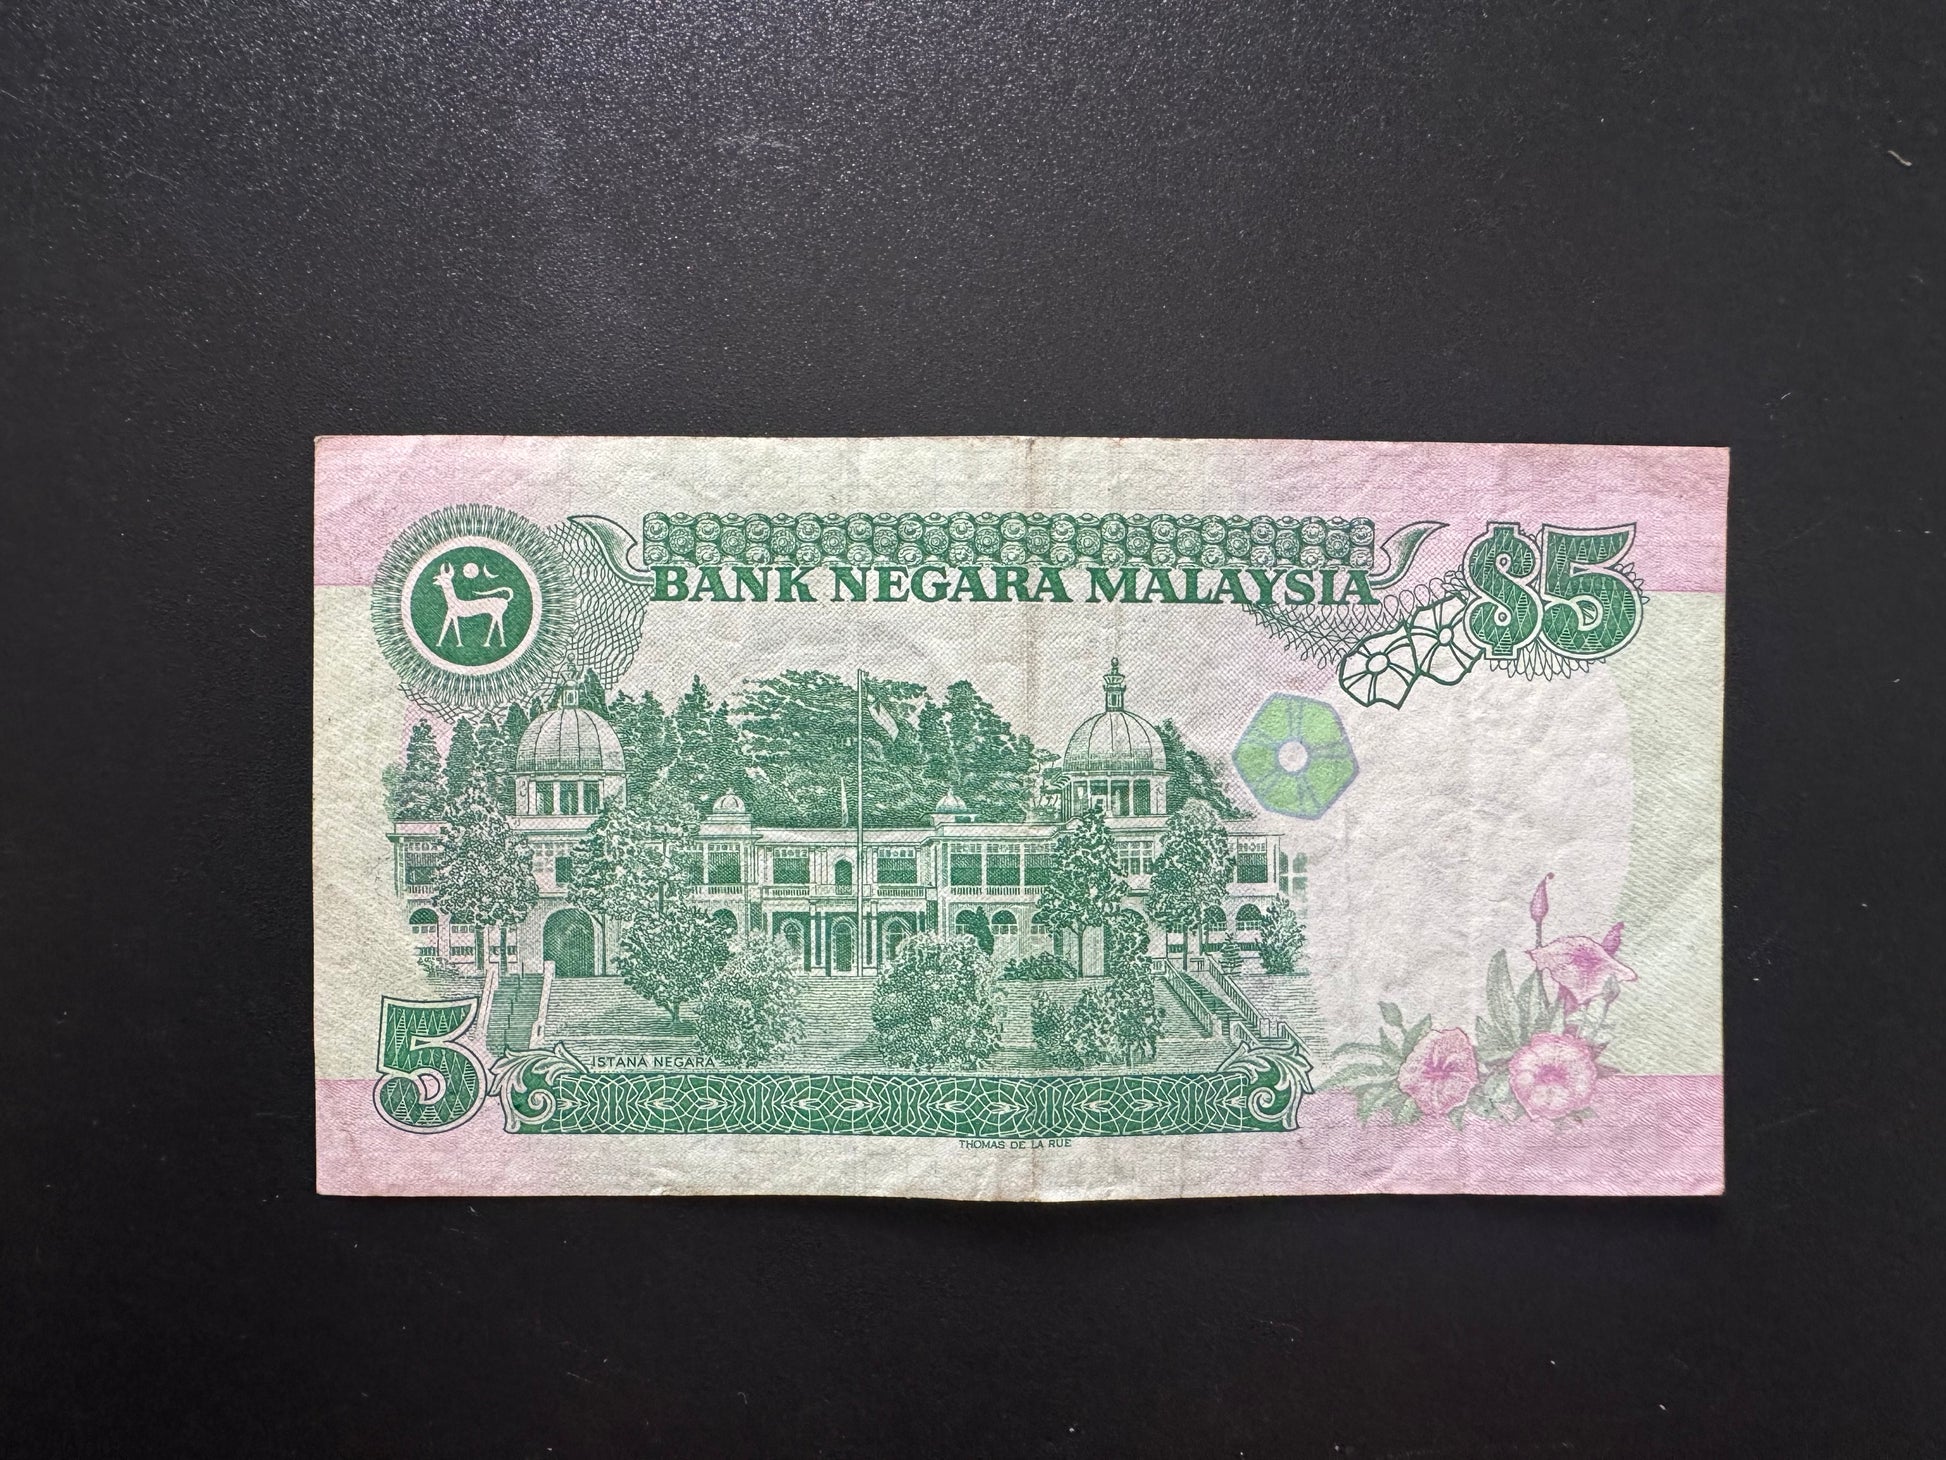 BANK NEGARA MALAYSIA
$5
5
ISTANA NEGARA
THOMAS DE LA RUE